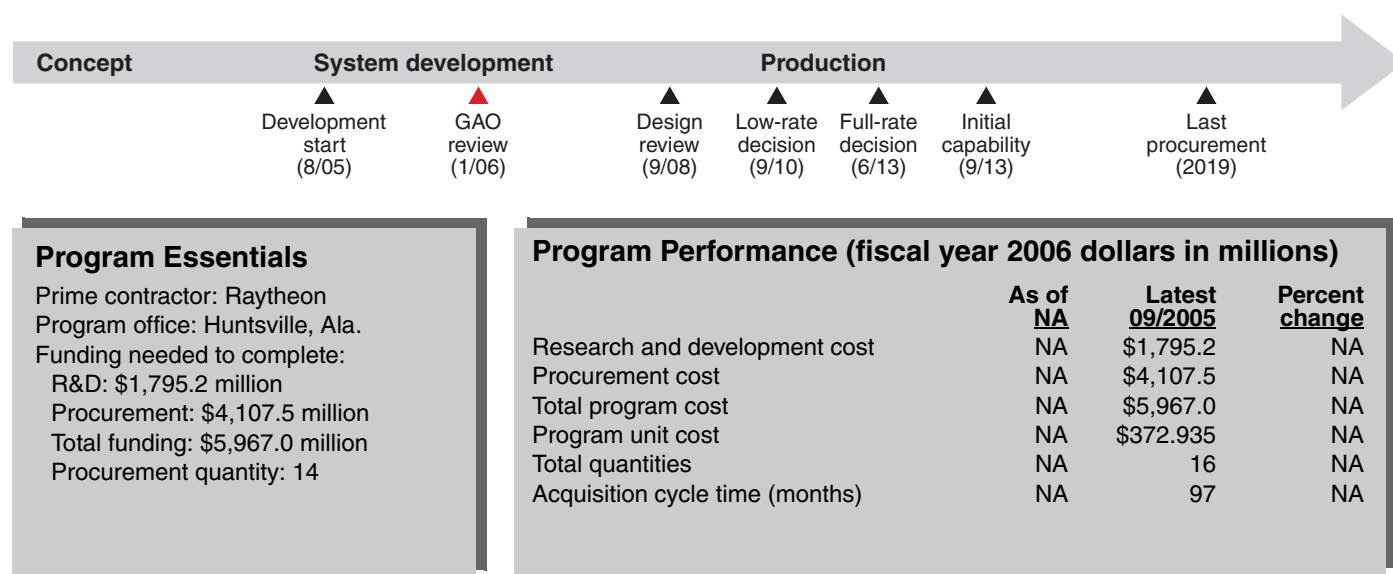 Concept System development Production
Development start (8/05)
GAO review (1/06)
Design review (9/08)
Low-rate decision (9/10)
Full-rate decision (6/13)
Initial capability (9/13)
Last procurement (2019)
Program Essentials
Prime contractor: Raytheon
Program office: Huntsville, Ala.
Funding needed to complete:
R&D: $1,795.2 million
Procurement: $4,107.5 million
Total funding: $5,967.0 million
Procurement quantity: 14
Program Performance (fiscal year 2006 dollars in millions)
As of NA Latest 09/2005 Percent change
Research and development cost NA $1,795.2 NA
Procurement cost NA $4,107.5 NA
Total program cost NA $5,967.0 NA
Program unit cost NA $372.935 NA
Total quantities NA 16 NA
Acquisition cycle time (months) NA 97 NA